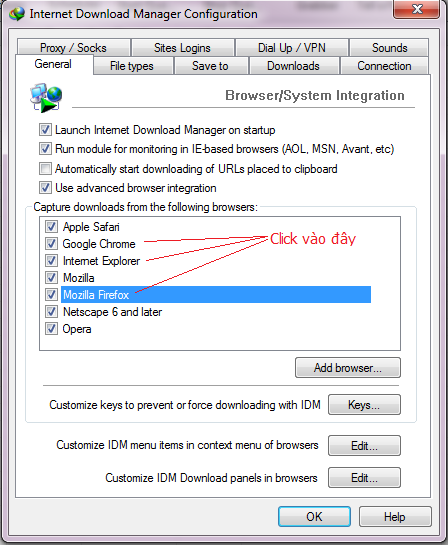 Internet Download Manager Configuration
Proxy / Socks
Sites Logins
Dial Up / VPN
Sounds
General
File types
Save to
Downloads
Connection
Browser/System Integration
Launch Internet Download Manager on startup
Run module for monitoring in IE-based browsers (AOL, MSN, Avant, etc)
Automatically start downloading of URLs placed to clipboard
Use advanced browser integration
Capture downloads from the following browsers:
Apple Safari
Google Chrome
Click vào đây
Internet Explorer
Mozilla
Mozilla Firefox
Netscape 6 and later
Opera
Add browser...
Customize keys to prevent or force downloading with IDM
Keys...
Customize IDM menu items in context menu of browsers
Edit...
Customize IDM Download panels in browsers
Edit...
OK
Help